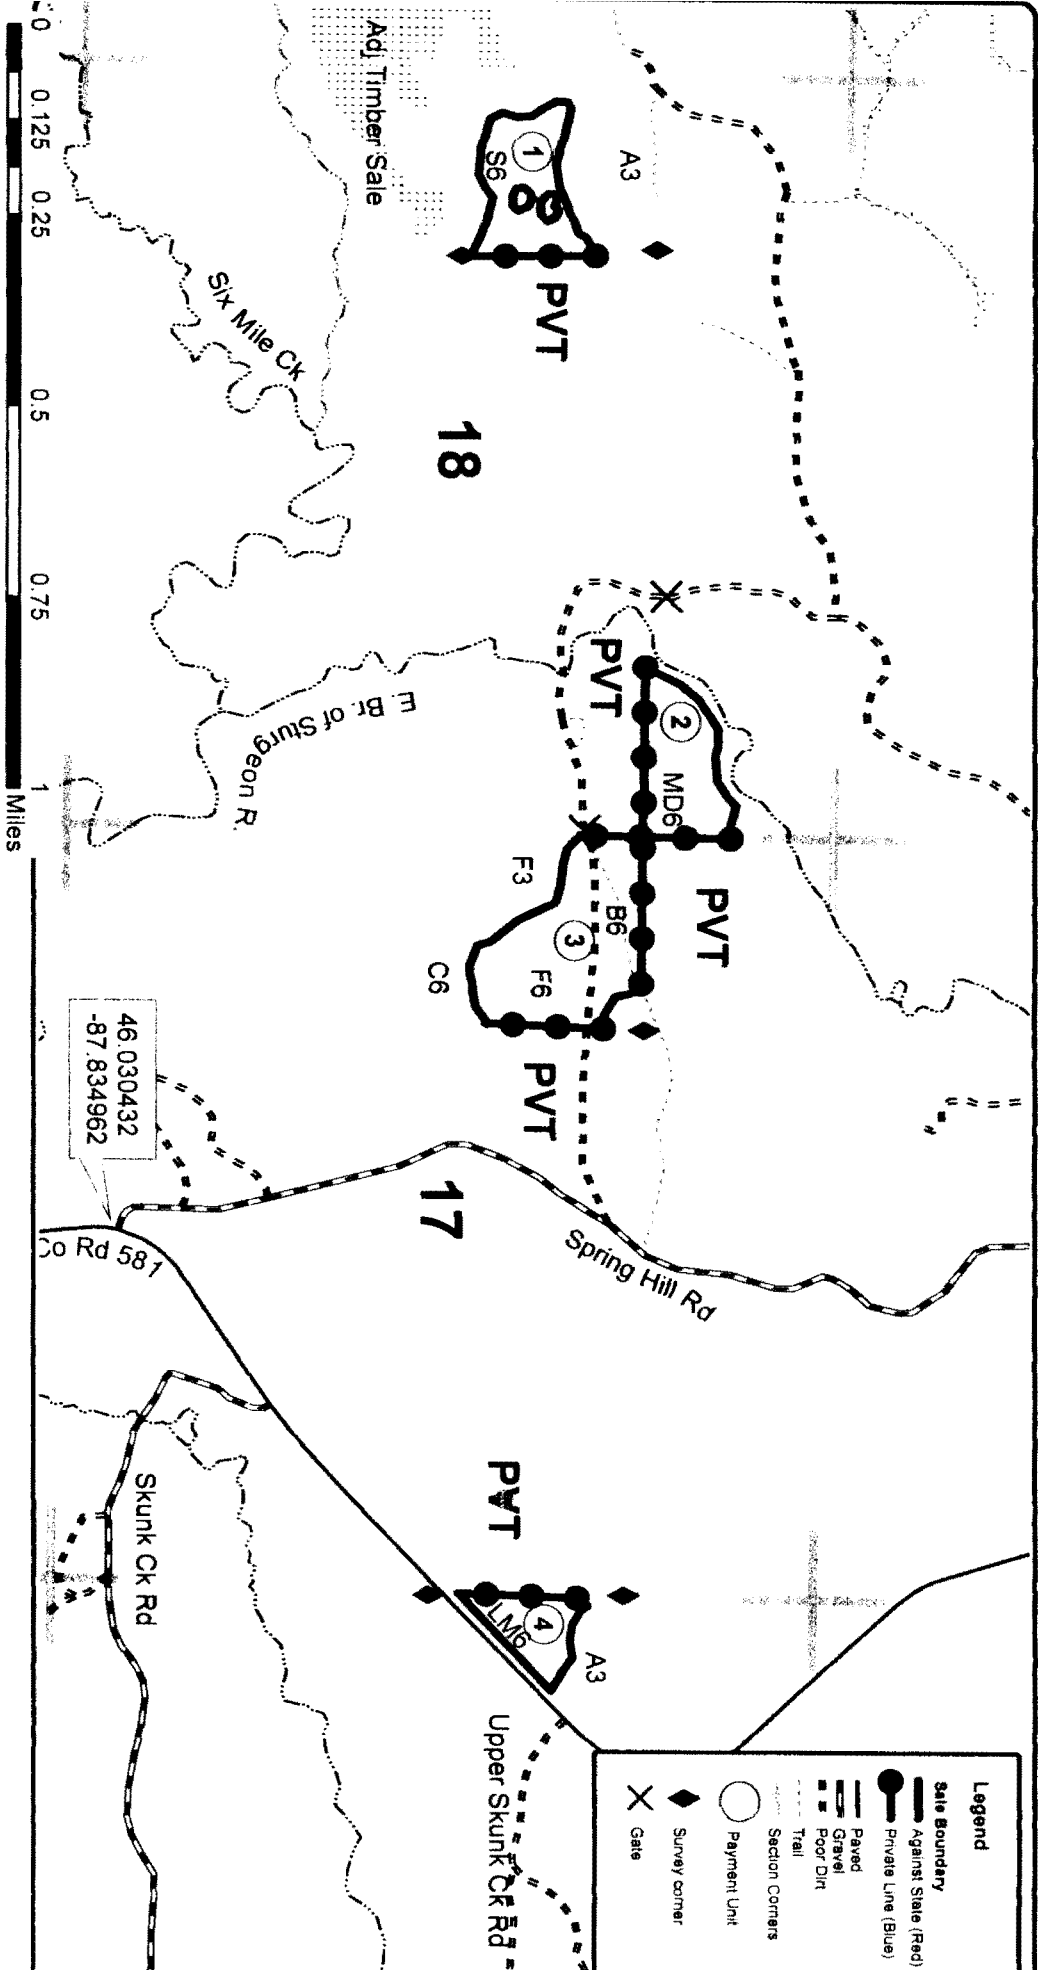 Adj Timber Sale
A3
1
S6
PVT
Six Mile Ck
18
PVT
2
MD6
PVT
E. Br. of Sturgeon R.
F3
B6
3
F6
C6
PVT
46.030432
-87.834962
17
Spring Hill Rd
Co Rd 581
PVT
4
LM6
A3
Skunk Ck Rd
Upper Skunk Ck Rd
Legend
Sale Boundary
Against State (Red)
Private Line (Blue)
Paved
Gravel
Poor Dirt
Trail
Section Corners
Payment Unit
Survey corner
Gate
0 0.125 0.25 0.5 0.75 1
Miles